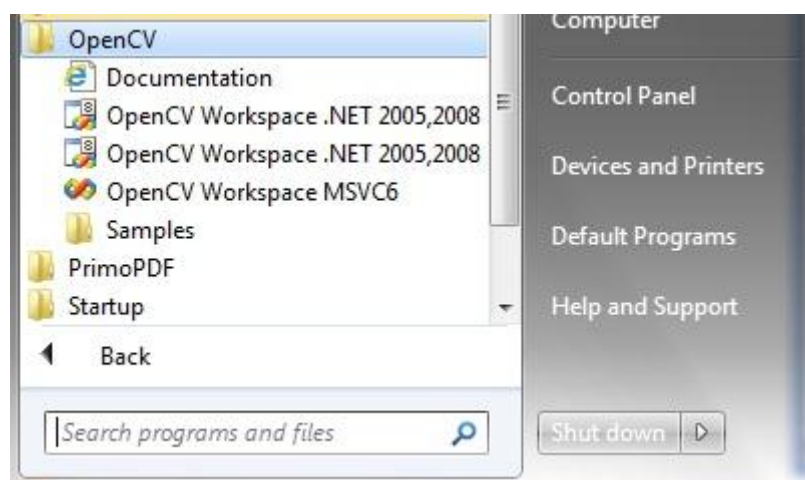 OpenCV
Documentation
OpenCV Workspace .NET 2005,2008
OpenCV Workspace .NET 2005,2008
OpenCV Workspace MSVC6
Samples
PrimoPDF
Startup
Back
Search programs and files
Computer
Control Panel
Devices and Printers
Default Programs
Help and Support
Shut down